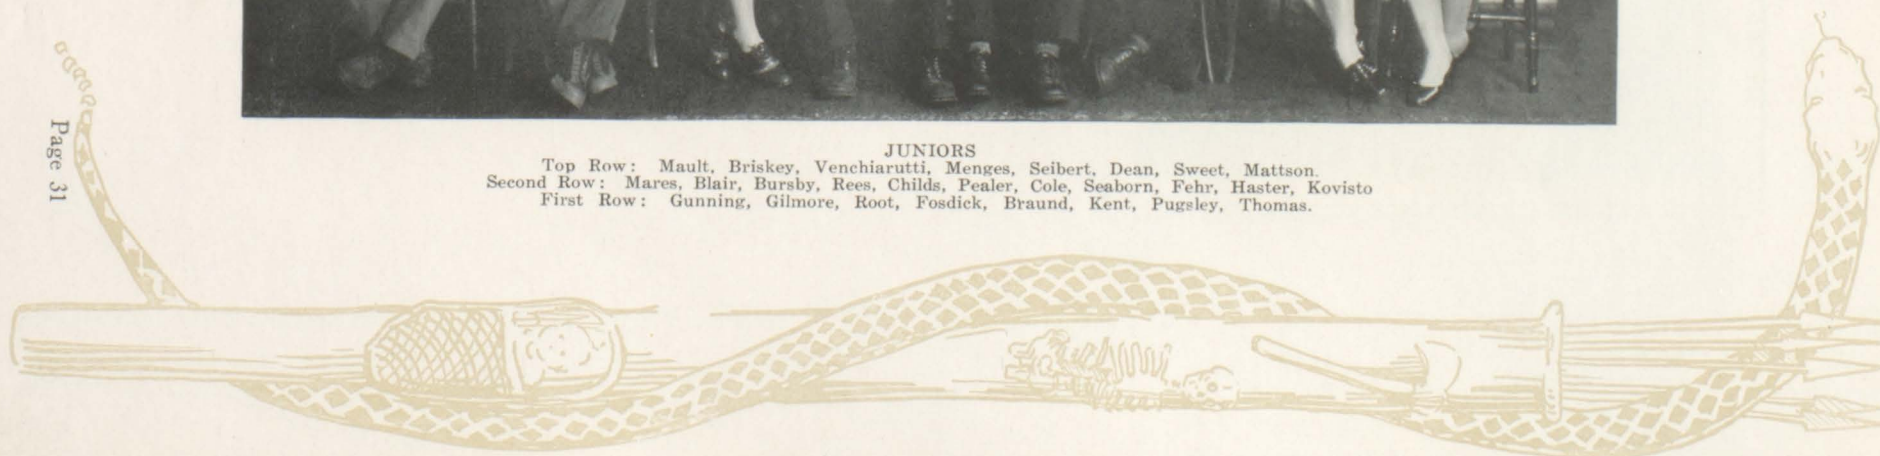 JUNIORS
Top Row: Mault, Briskey, Venchiarutti, Menges, Seibert, Dean, Sweet, Mattson.
Second Row: Mares, Blair, Bursby, Rees, Childs, Pealer, Cole, Seaborn, Fehr, Haster, Kovisto
First Row: Gunning, Gilmore, Root, Fosdick, Braund, Kent, Pugsley, Thomas.
Page 31